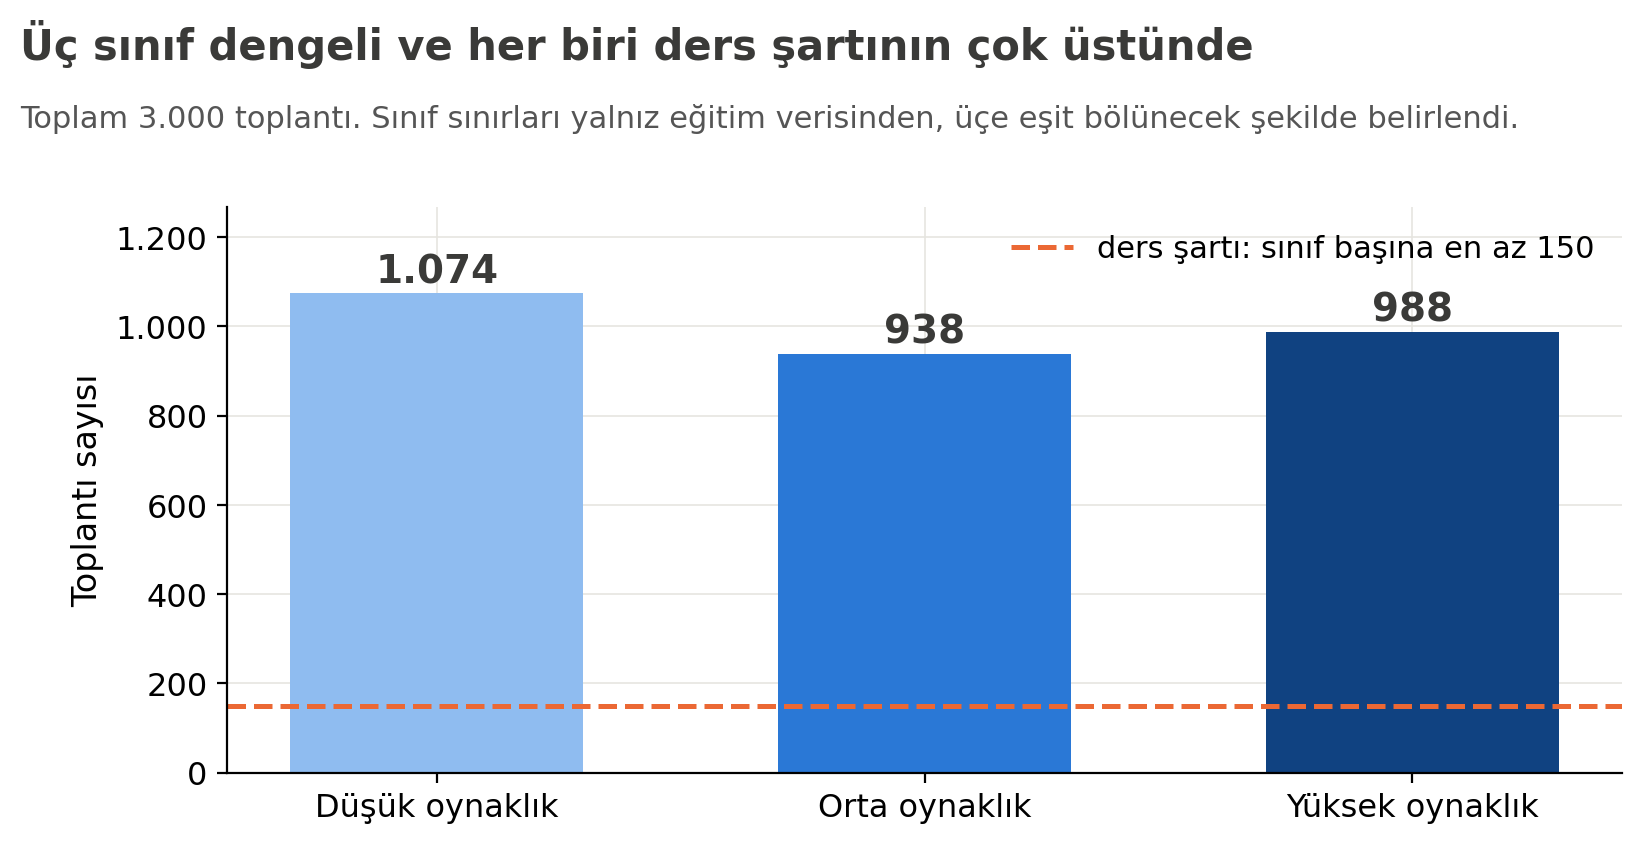 Üç sınıf dengeli ve her biri ders şartının çok üstünde
Toplam 3.000 toplantı. Sınıf sınırları yalnız eğitim verisinden, üçe eşit bölünecek şekilde belirlendi.
ders şartı: sınıf başına en az 150
1.074
938
988
Toplantı sayısı
1.200
1.000
800
600
400
200
0
Düşük oynaklık
Orta oynaklık
Yüksek oynaklık